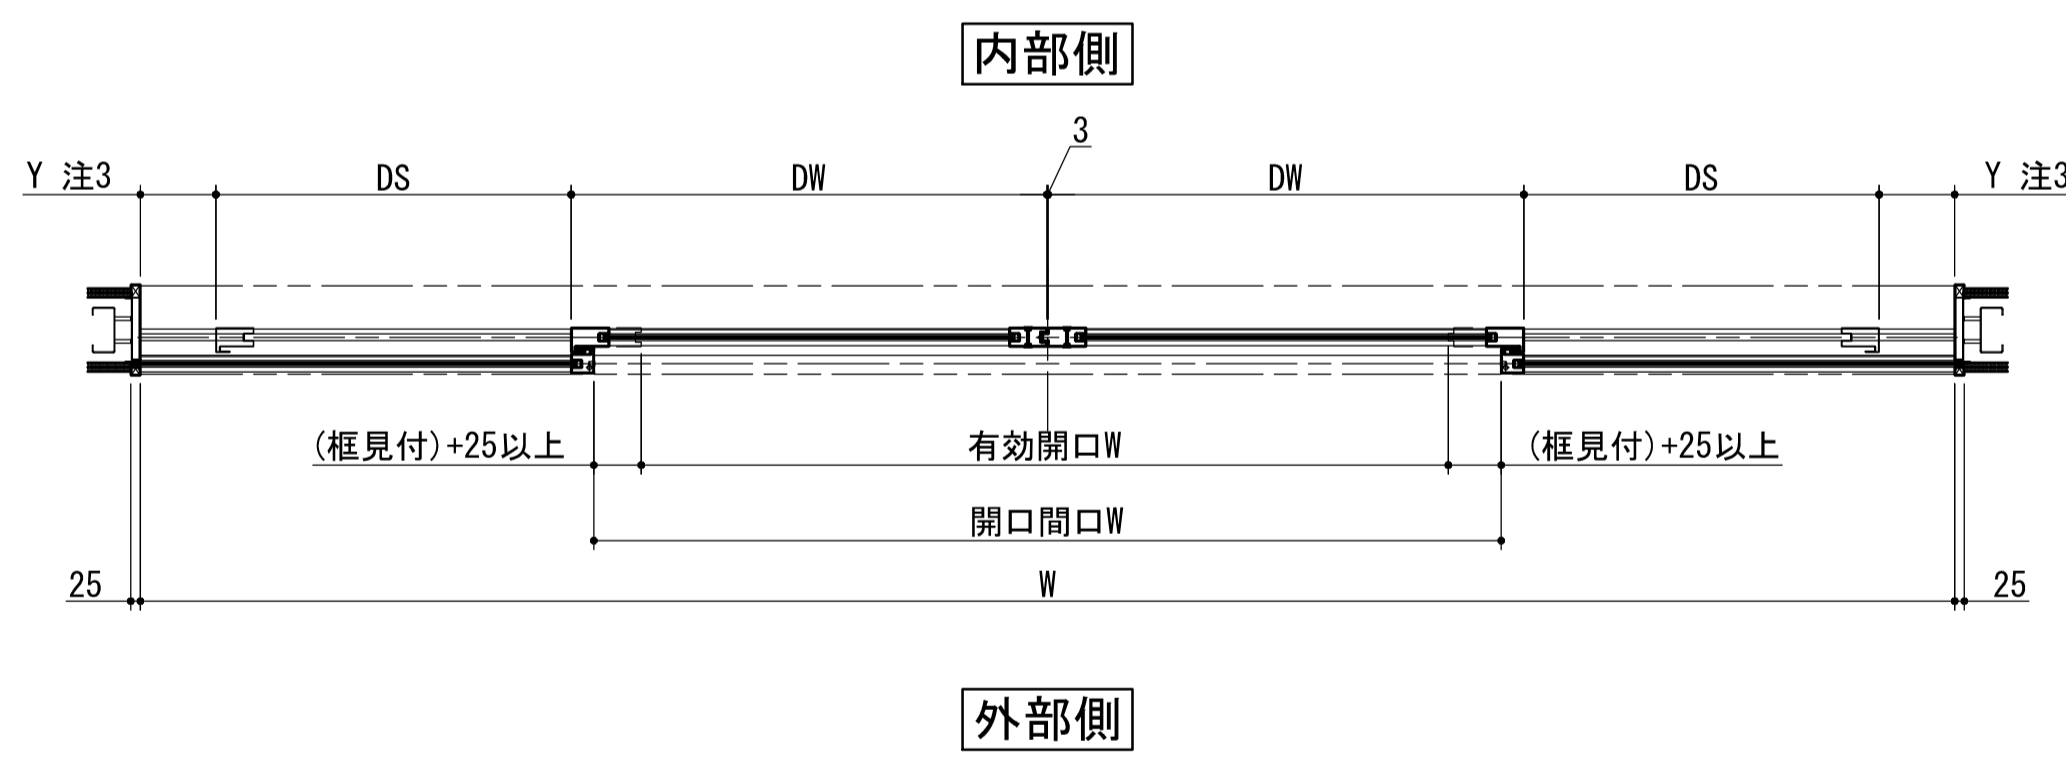 内部側
3
Y 注3 DS DW DW DS Y 注3
(框見付)+25以上 有効開口W (框見付)+25以上
開口間口W
25 W 25
外部側